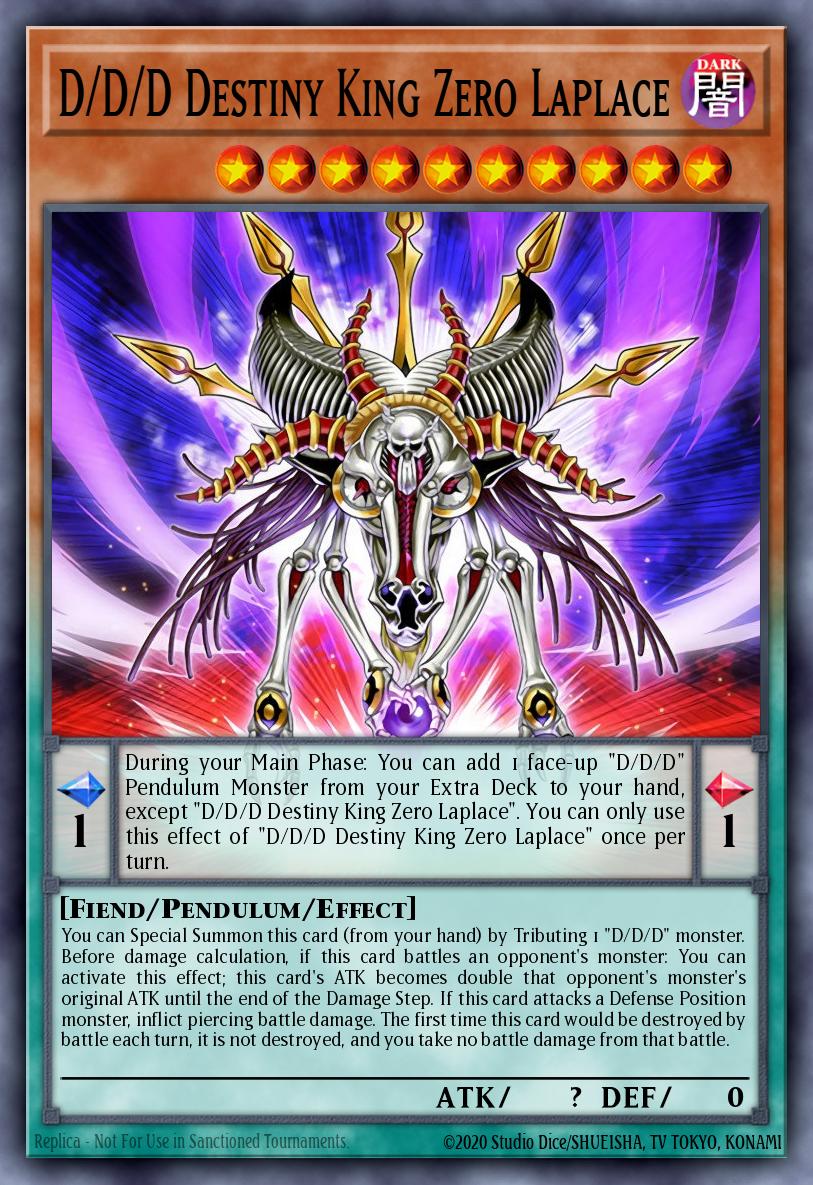 D/D/D Destiny King Zero Laplace
DARK
闇
During your Main Phase: You can add 1 face-up "D/D/D"
Pendulum Monster from your Extra Deck to your hand,
except "D/D/D Destiny King Zero Laplace". You can only use
this effect of "D/D/D Destiny King Zero Laplace" once per
turn.
1
1
[Fiend/Pendulum/Effect]
You can Special Summon this card (from your hand) by Tributing 1 "D/D/D" monster.
Before damage calculation, if this card battles an opponent's monster: You can
activate this effect; this card's ATK becomes double that opponent's monster's
original ATK until the end of the Damage Step. If this card attacks a Defense Position
monster, inflict piercing battle damage. The first time this card would be destroyed by
battle each turn, it is not destroyed, and you take no battle damage from that battle.
ATK/ ? DEF/ 0
Replica - Not For Use in Sanctioned Tournaments.
©2020 Studio Dice/SHUEISHA, TV TOKYO, KONAMI